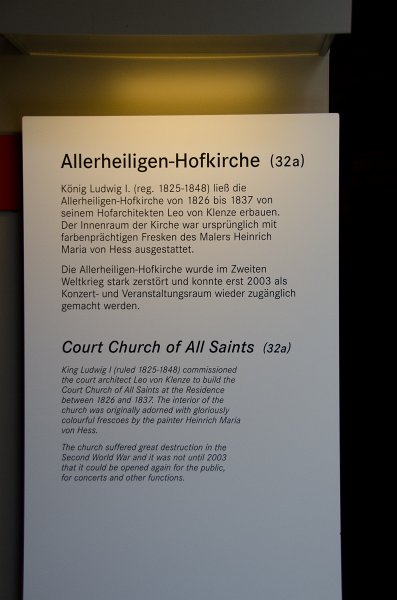 Allerheiligen-Hofkirche (32a)
König Ludwig I. (reg. 1825-1848) ließ die
Allerheiligen-Hofkirche von 1826 bis 1837 von
seinem Hofarchitekten Leo von Klenze erbauen.
Der Innenraum der Kirche war ursprünglich mit
farbenprächtigen Fresken des Malers Heinrich
Maria von Hess ausgestattet.
Die Allerheiligen-Hofkirche wurde im Zweiten
Weltkrieg stark zerstört und konnte erst 2003 als
Konzert- und Veranstaltungsraum wieder zugänglich
gemacht werden.
Court Church of All Saints (32a)
King Ludwig I (ruled 1825-1848) commissioned
the court architect Leo von Klenze to build the
Court Church of All Saints at the Residence
between 1826 and 1837. The interior of the
church was originally adorned with gloriously
colourful frescoes by the painter Heinrich Maria
von Hess.
The church suffered great destruction in the
Second World War and it was not until 2003
that it could be opened again for the public,
for concerts and other functions.